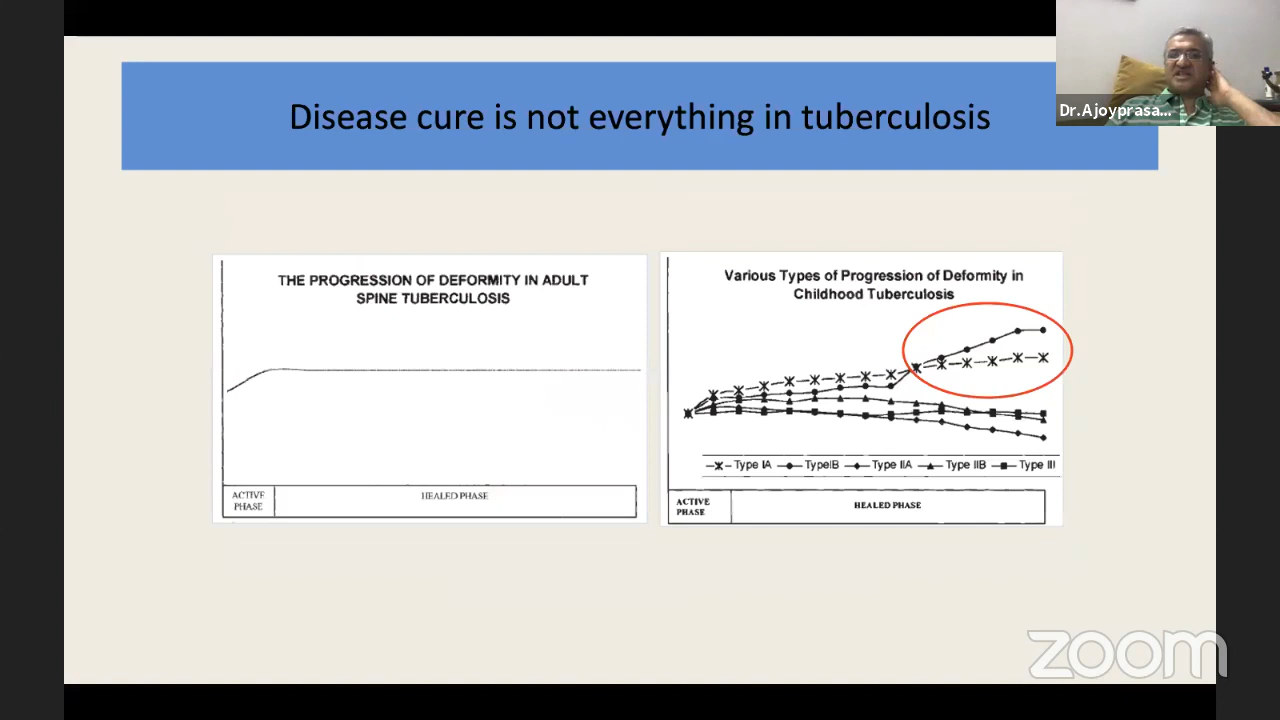 Disease cure is not everything in tuberculosis
Dr.Ajoyprasa...
THE PROGRESSION OF DEFORMITY IN ADULT
SPINE TUBERCULOSIS
ACTIVE
PHASE
HEALED PHASE
Various Types of Progression of Deformity in
Childhood Tuberculosis
Type IA TypeIB Type IIA Type IIB Type III
ACTIVE
PHASE
HEALED PHASE
zoom